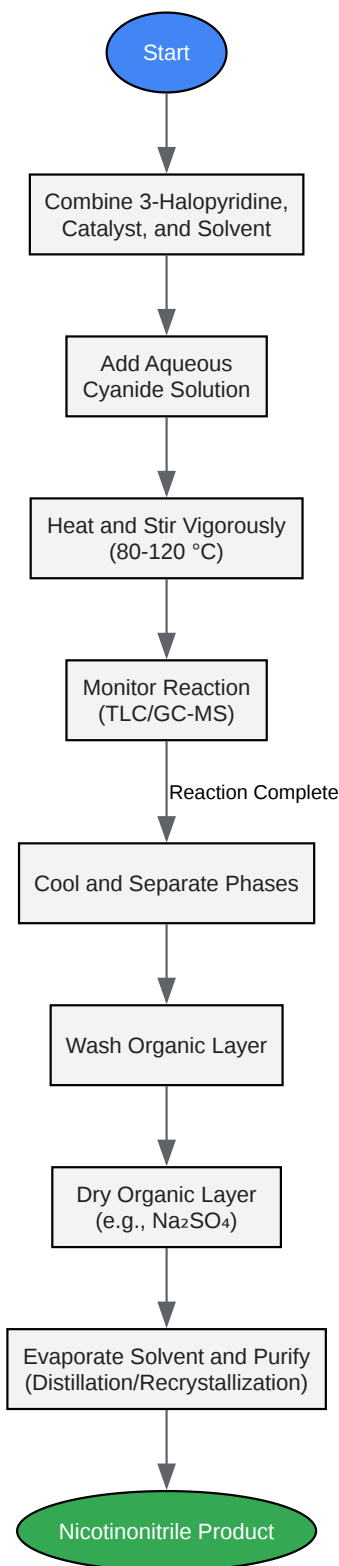 Start
Combine 3-Halopyridine,
Catalyst, and Solvent
Add Aqueous
Cyanide Solution
Heat and Stir Vigorously
(80-120 °C)
Monitor Reaction
(TLC/GC-MS)
Reaction Complete
Cool and Separate Phases
Wash Organic Layer
Dry Organic Layer
(e.g., Na₂SO₄)
Evaporate Solvent and Purify
(Distillation/Recrystallization)
Nicotinonitrile Product